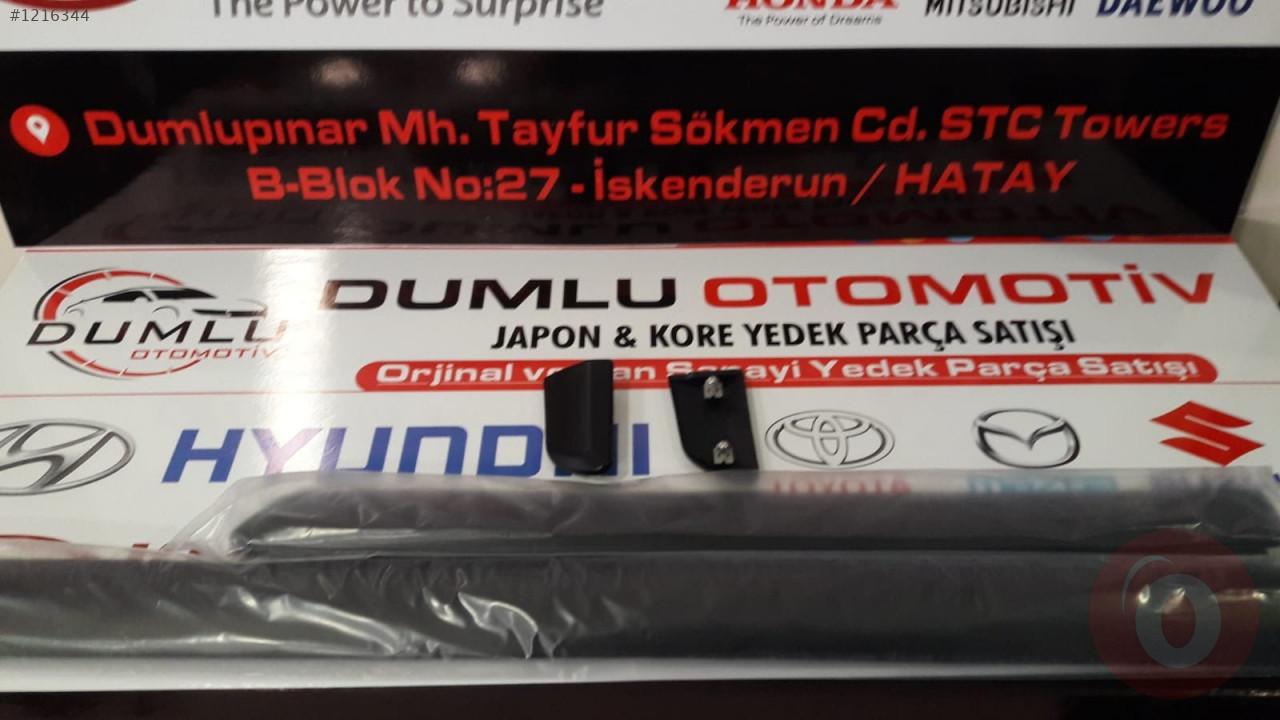 #1216344
The Power to Surprise
HONDA
The Power of Dreams
MITSUBISHI
DAEWOO
Dumlupınar Mh. Tayfur Sökmen Cd. STC Towers
B-Blok No:27 - İskenderun / HATAY
DUMLU
OTOMOTİV
DUMLU OTOMOTİV
JAPON & KORE YEDEK PARÇA SATIŞI
Orjinal ve Yan Sanayi Yedek Parça Satışı
HYUNDAI
TOYOTA